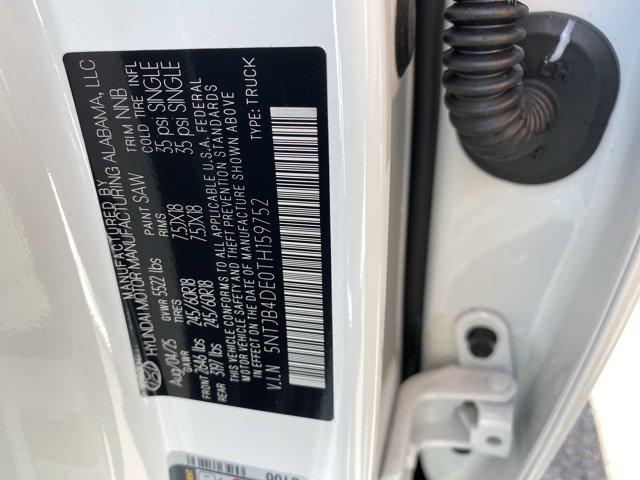 MANUFACTURED BY
HYUNDAI MOTOR MANUFACTURING ALABAMA, LLC
Aug/04/25 GVWR 5522 lbs PAINT SAW TRIM NNB
GAWR TIRES RIMS COLD TIRE INFL
FRONT 2646 lbs 245/60R18 7.5JX18 35 psi SINGLE
REAR 3197 lbs 245/60R18 7.5JX18 35 psi SINGLE
THIS VEHICLE CONFORMS TO ALL APPLICABLE U.S.A. FEDERAL
MOTOR VEHICLE SAFETY AND THEFT PREVENTION STANDARDS
IN EFFECT ON THE DATE OF MANUFACTURE SHOWN ABOVE
V.I.N 5NTJB4DE0TH159752 TYPE: TRUCK
LH